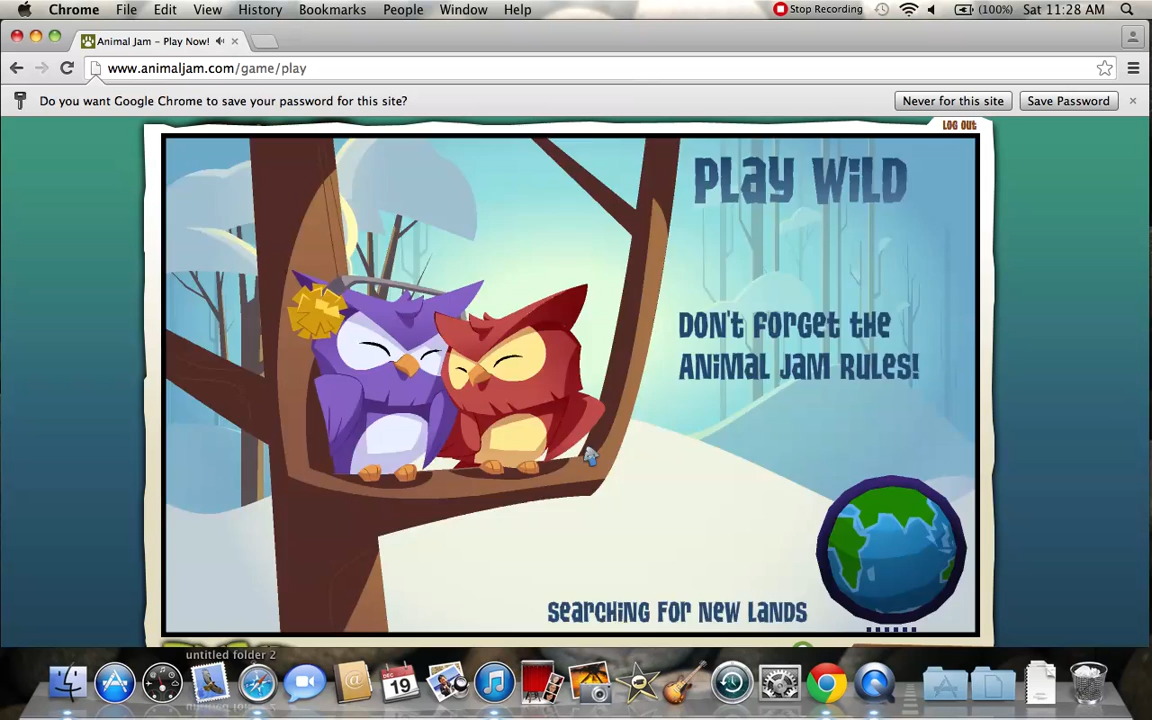 Chrome File Edit View History Bookmarks People Window Help Stop Recording (100%) Sat 11:28 AM
Animal Jam - Play Now!
www.animaljam.com/game/play
Do you want Google Chrome to save your password for this site? Never for this site Save Password
LOG OUT
PLAY WILD
DON'T FORGET THE
ANIMAL JAM RULES!
SEARCHING FOR NEW LANDS
untitled folder 2
DEC
19